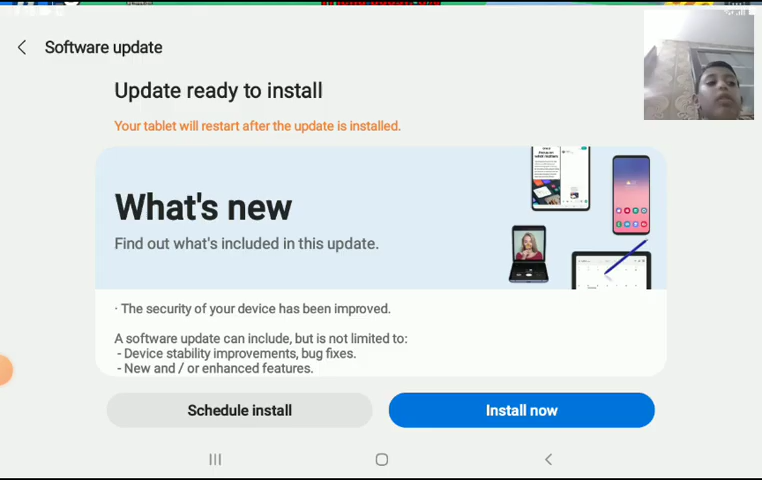 Software update
Update ready to install
Your tablet will restart after the update is installed.
What's new
Find out what's included in this update.
· The security of your device has been improved.
A software update can include, but is not limited to:
- Device stability improvements, bug fixes.
- New and / or enhanced features.
Schedule install
Install now